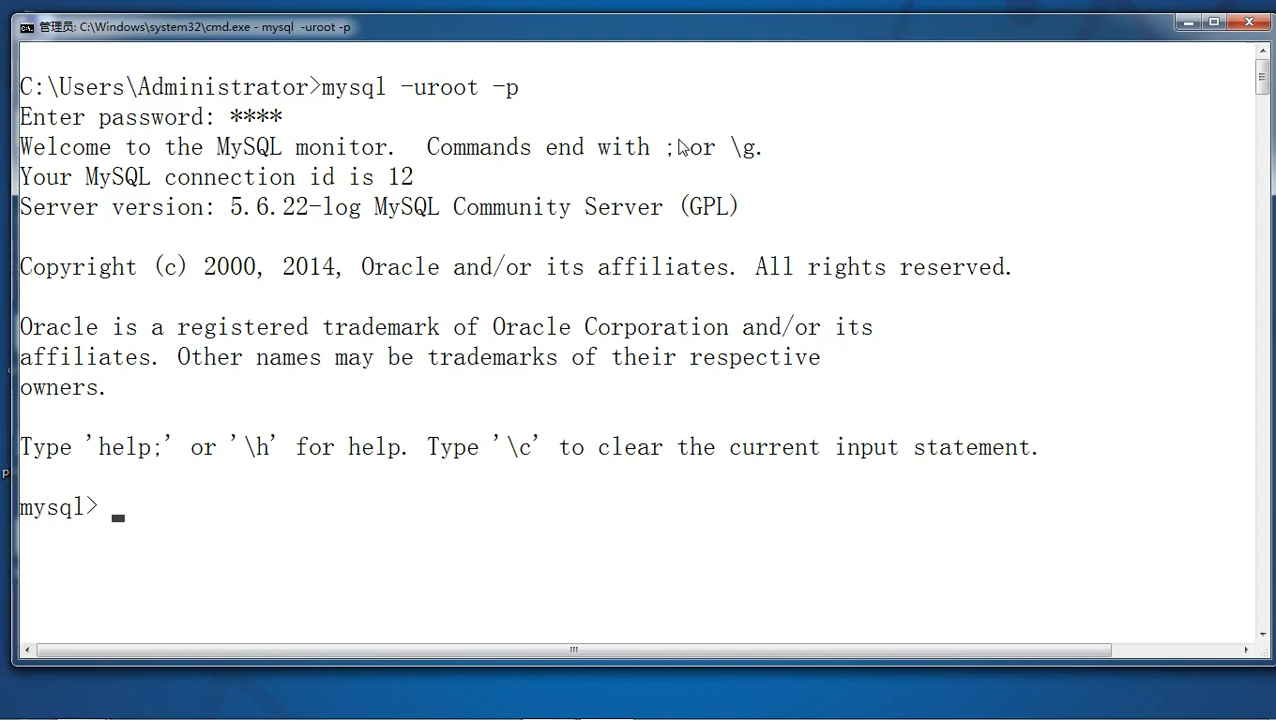 管理员: C:\Windows\system32\cmd.exe - mysql  -uroot -p
C:\Users\Administrator>mysql -uroot -p
Enter password: ****
Welcome to the MySQL monitor.  Commands end with ; or \g.
Your MySQL connection id is 12
Server version: 5.6.22-log MySQL Community Server (GPL)
Copyright (c) 2000, 2014, Oracle and/or its affiliates. All rights reserved.
Oracle is a registered trademark of Oracle Corporation and/or its
affiliates. Other names may be trademarks of their respective
owners.
Type 'help;' or '\h' for help. Type '\c' to clear the current input statement.
mysql> _